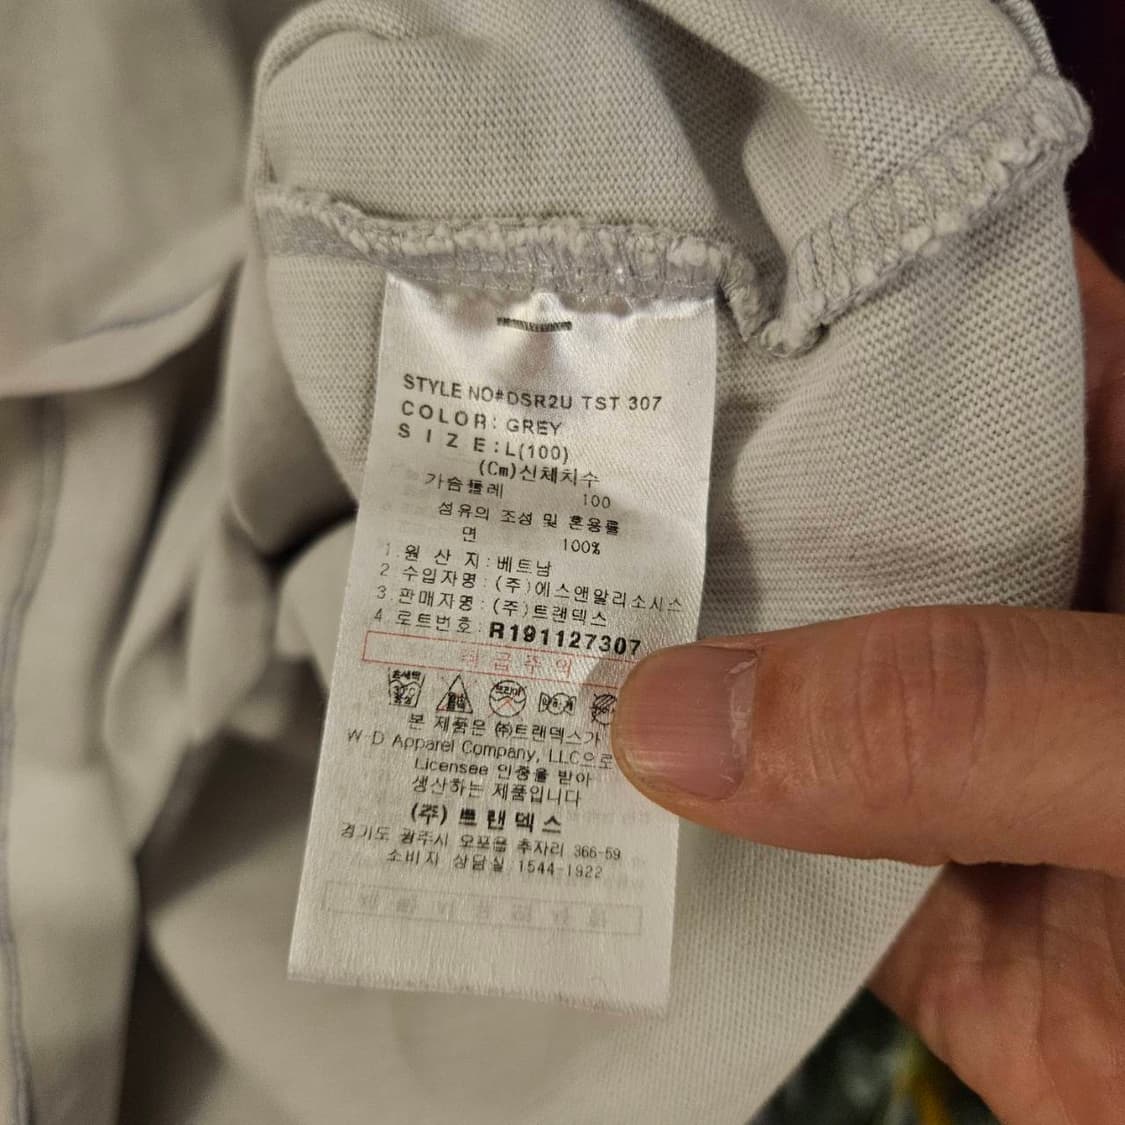 STYLE NO#DSR2U TST 307
COLOR: GREY
SIZE:L(100)
(Cm)신체치수
가슴둘레 100
섬유의 조성 및 혼용률
면 100%
1.원 산 지:베트남
2.수입자명:(주)에스앤알리소시스
3.판매자명:(주)트랜덱스
4.로트번호:R191127307
취급주의
본 제품은 ㈜트랜덱스가
W-D Apparel Company, LLC으로
Licensee 인증을 받아
생산하는 제품입니다
(주) 트랜덱스
경기도 광주시 오포읍 추자리 366-59
소비자 상담실 1544-1922